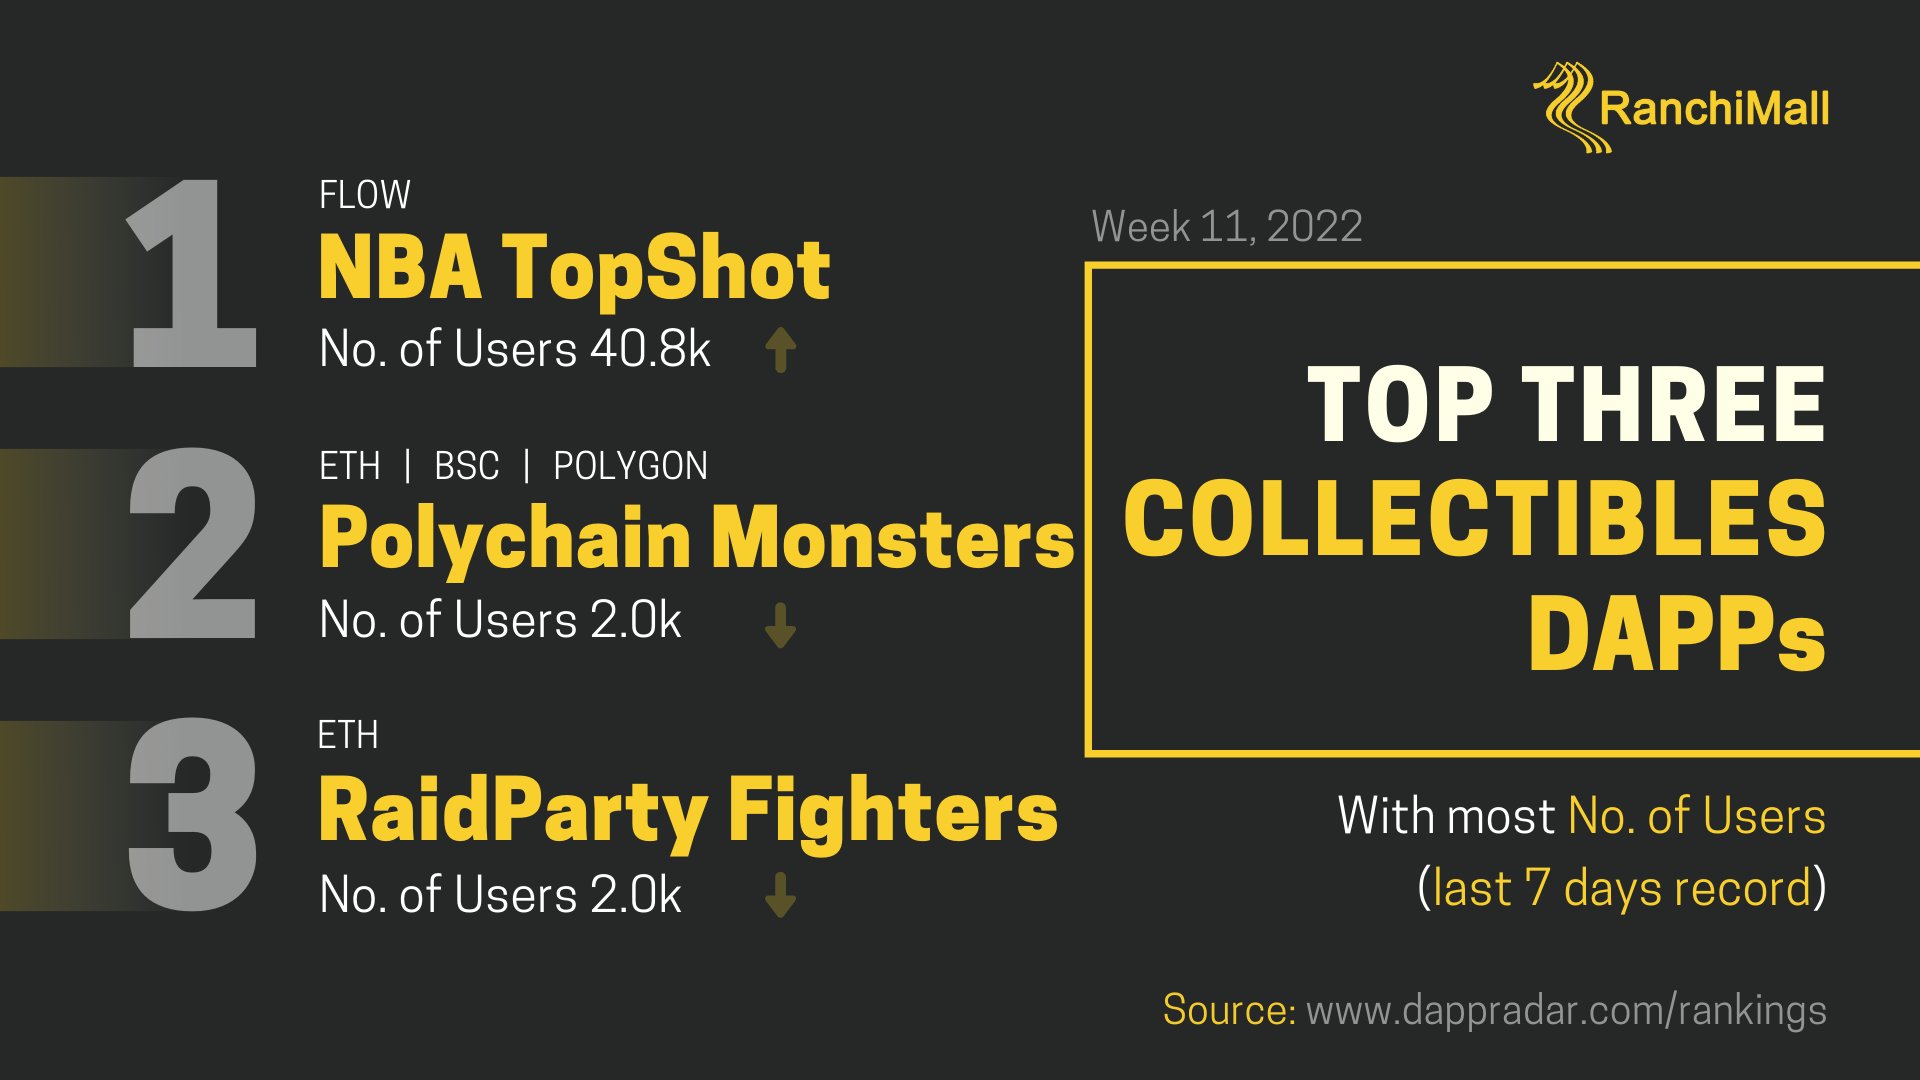 RanchiMall
1
FLOW
NBA TopShot
No. of Users 40.8k
2
ETH | BSC | POLYGON
Polychain Monsters
No. of Users 2.0k
3
ETH
RaidParty Fighters
No. of Users 2.0k
Week 11, 2022
TOP THREE
COLLECTIBLES
DAPPs
With most No. of Users
(last 7 days record)
Source: www.dappradar.com/rankings